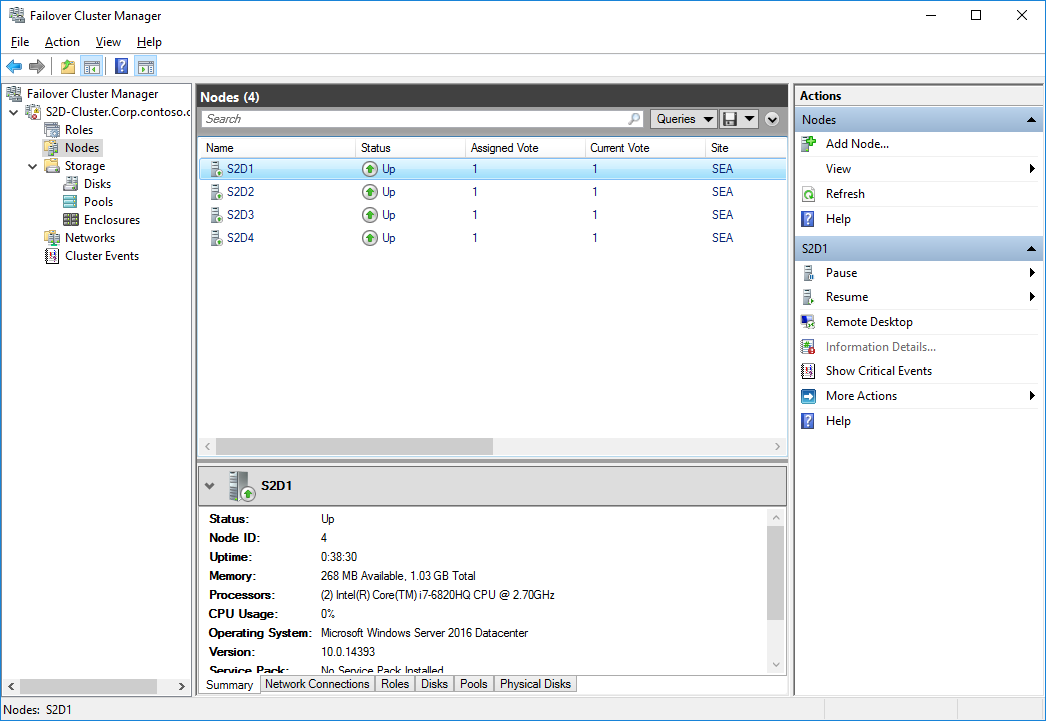 Failover Cluster Manager
File Action View Help
Failover Cluster Manager
S2D-Cluster.Corp.contoso.c
Roles
Nodes
Storage
Disks
Pools
Enclosures
Networks
Cluster Events
Nodes (4)
Search Queries
Name Status Assigned Vote Current Vote Site
S2D1 Up 1 1 SEA
S2D2 Up 1 1 SEA
S2D3 Up 1 1 SEA
S2D4 Up 1 1 SEA
S2D1
Status: Up
Node ID: 4
Uptime: 0:38:30
Memory: 268 MB Available, 1.03 GB Total
Processors: (2) Intel(R) Core(TM) i7-6820HQ CPU @ 2.70GHz
CPU Usage: 0%
Operating System: Microsoft Windows Server 2016 Datacenter
Version: 10.0.14393
Service Pack: No Service Pack Installed
Summary Network Connections Roles Disks Pools Physical Disks
Actions
Nodes
Add Node...
View
Refresh
Help
S2D1
Pause
Resume
Remote Desktop
Information Details...
Show Critical Events
More Actions
Help
Nodes: S2D1